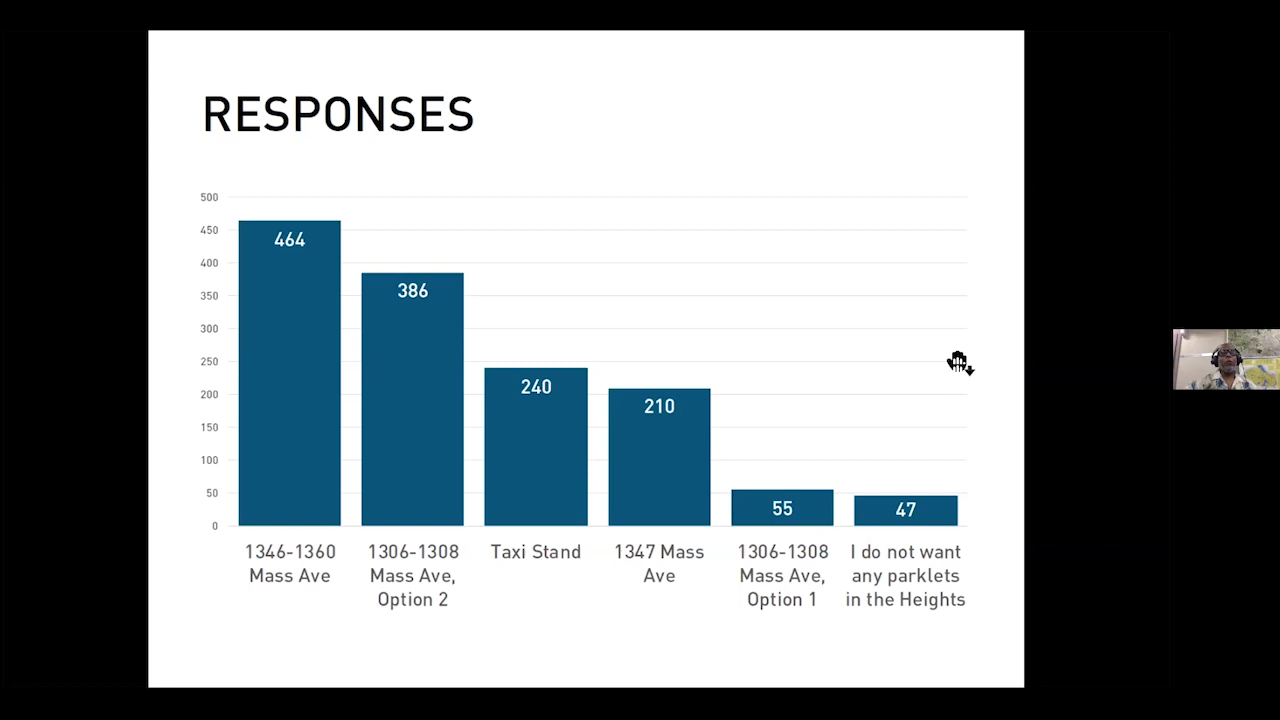 RESPONSES
500
450
400
350
300
250
200
150
100
50
0
464
386
240
210
55
47
1346-1360
Mass Ave
1306-1308
Mass Ave,
Option 2
Taxi Stand
1347 Mass
Ave
1306-1308
Mass Ave,
Option 1
I do not want
any parklets
in the Heights